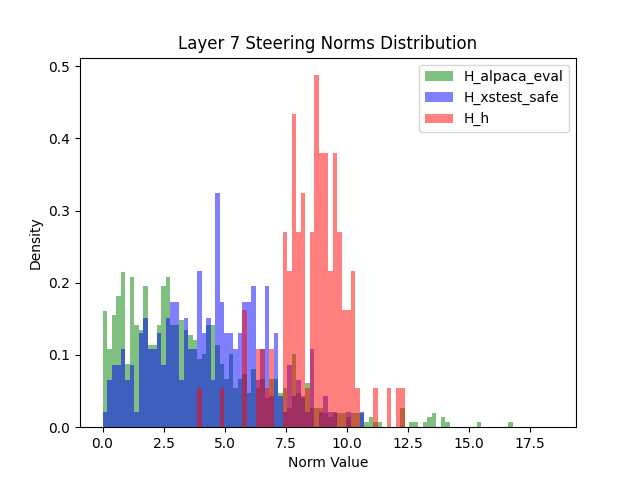 Layer 7 Steering Norms Distribution
H_alpaca_eval
H_xstest_safe
H_h
0.5
0.4
0.3
0.2
0.1
0.0
Density
0.0 2.5 5.0 7.5 10.0 12.5 15.0 17.5
Norm Value